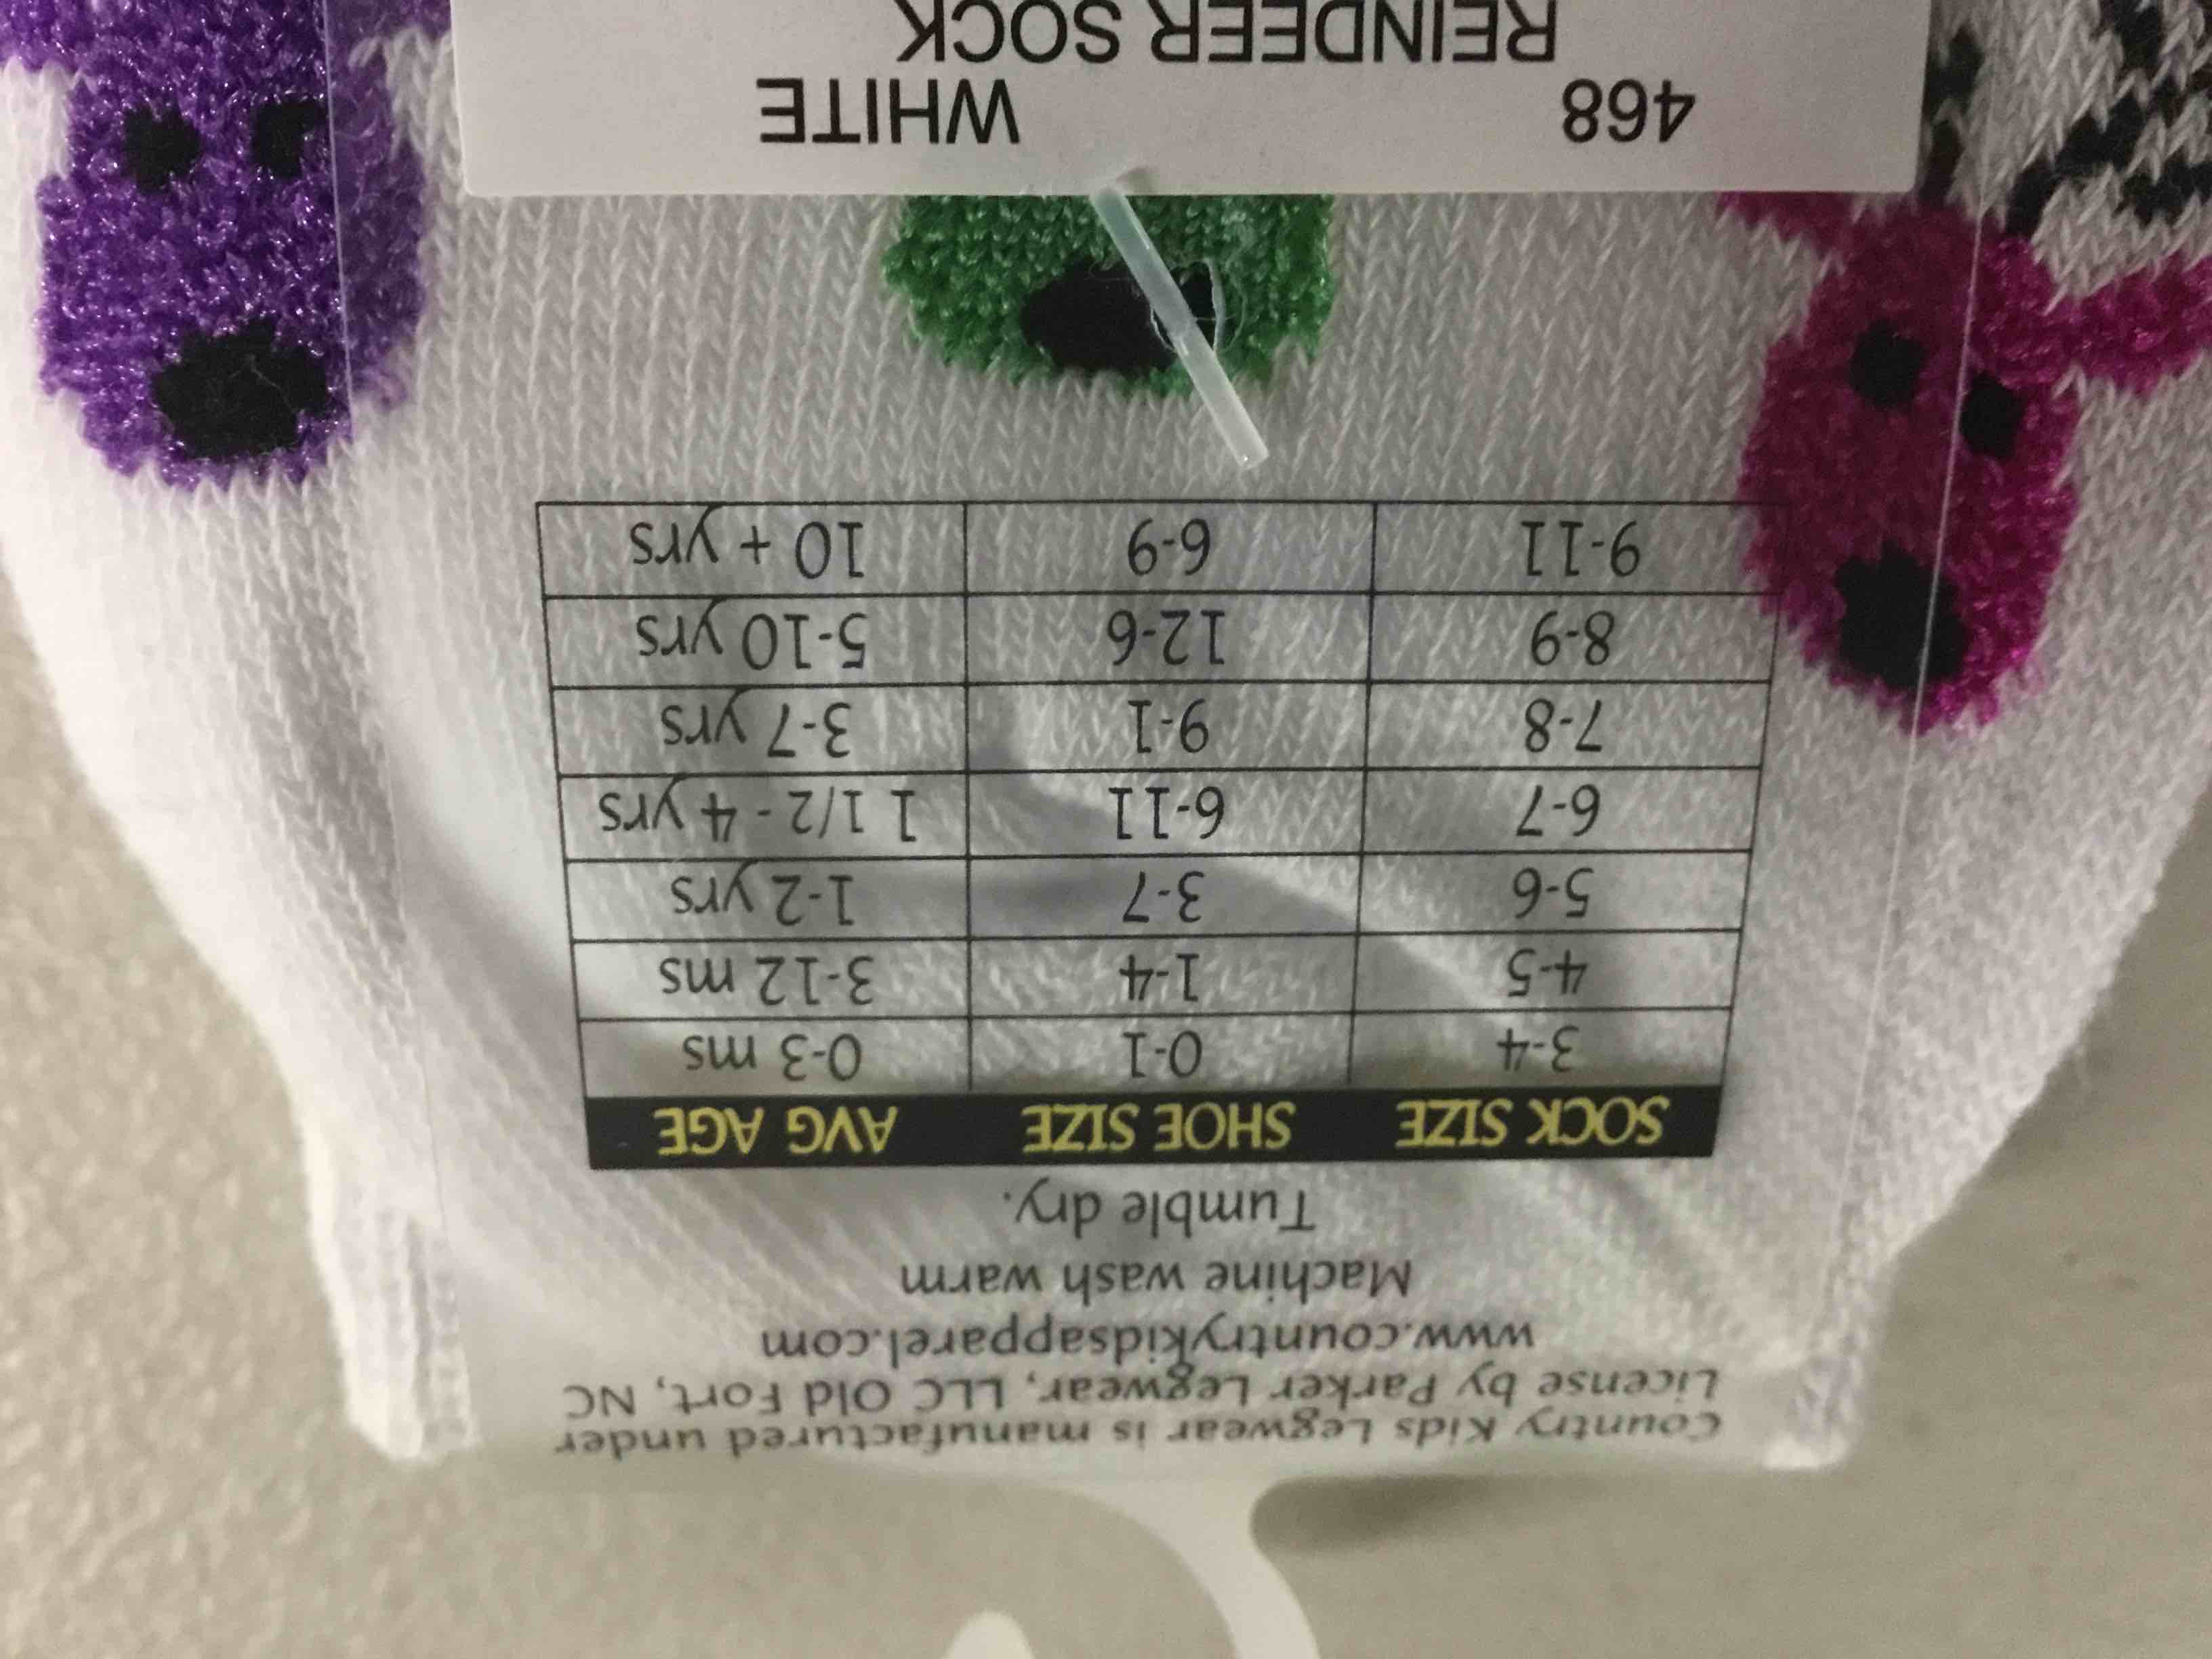 Country Kids Legwear is manufactured under
License by Parker Legwear, LLC Old Fort, NC
www.countrykidsapparel.com
Machine wash warm
Tumble dry.
SOCK SIZE SHOE SIZE AVG AGE
3-4 0-1 0-3 ms
4-5 1-4 3-12 ms
5-6 3-7 1-2 yrs
6-7 6-11 1 1/2 - 4 yrs
7-8 9-1 3-7 yrs
8-9 12-6 5-10 yrs
9-11 6-9 10 + yrs
468 WHITE
REINDEER SOCK